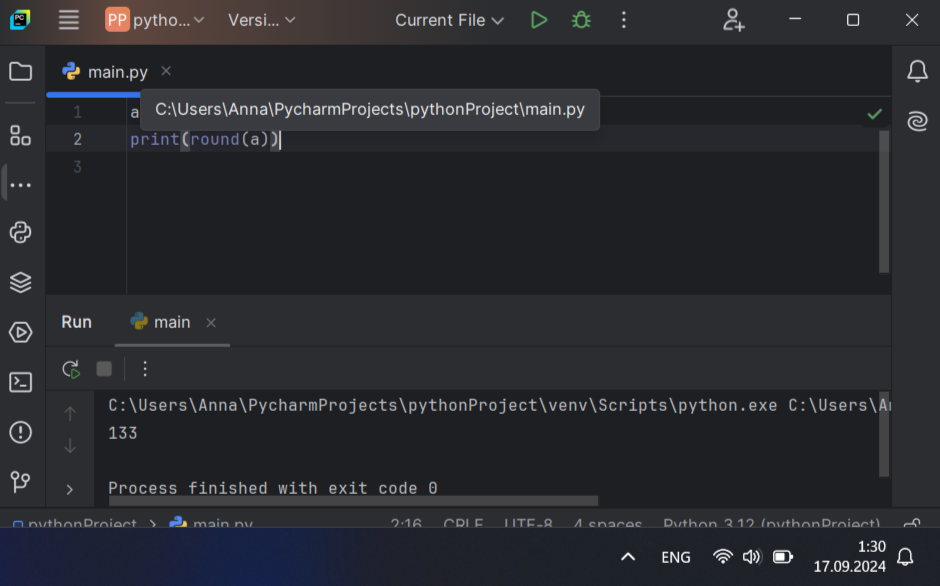 PC
PP pytho... Versi... Current File
main.py
C:\Users\Anna\PycharmProjects\pythonProject\main.py
1 a
2 print(round(a))
3
Run main
C:\Users\Anna\PycharmProjects\pythonProject\venv\Scripts\python.exe C:\Users\An
133
Process finished with exit code 0
pythonProject > main.py 2:16 CRLF UTF-8 4 spaces Python 3.12 (pythonProject)
ENG 1:30
17.09.2024